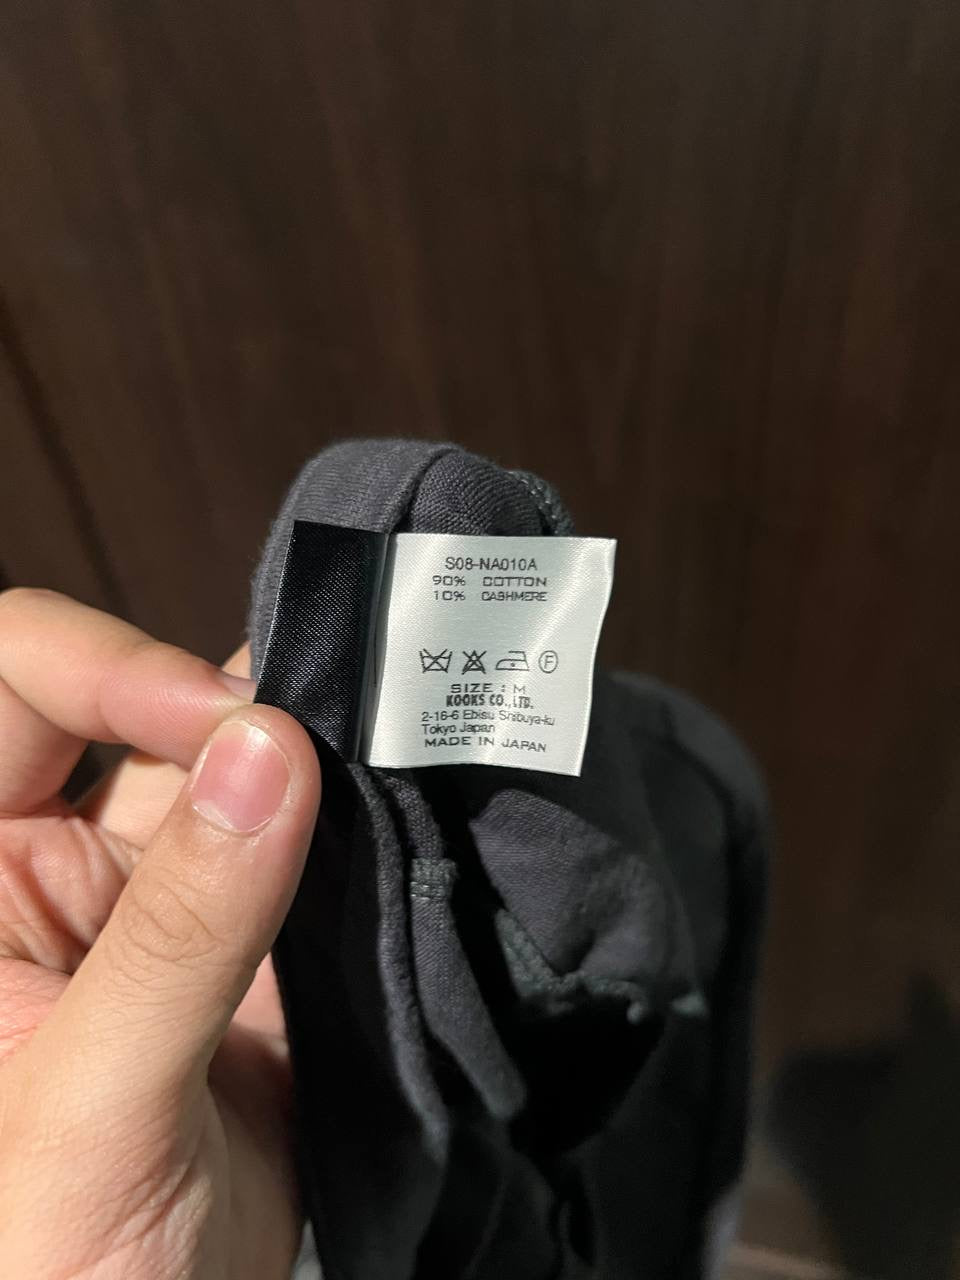 S08-NA010A
90% COTTON
10% CASHMERE
F
SIZE : M
KOOKS CO.,LTD.
2-16-6 Ebisu Shibuya-ku
Tokyo Japan
MADE IN JAPAN